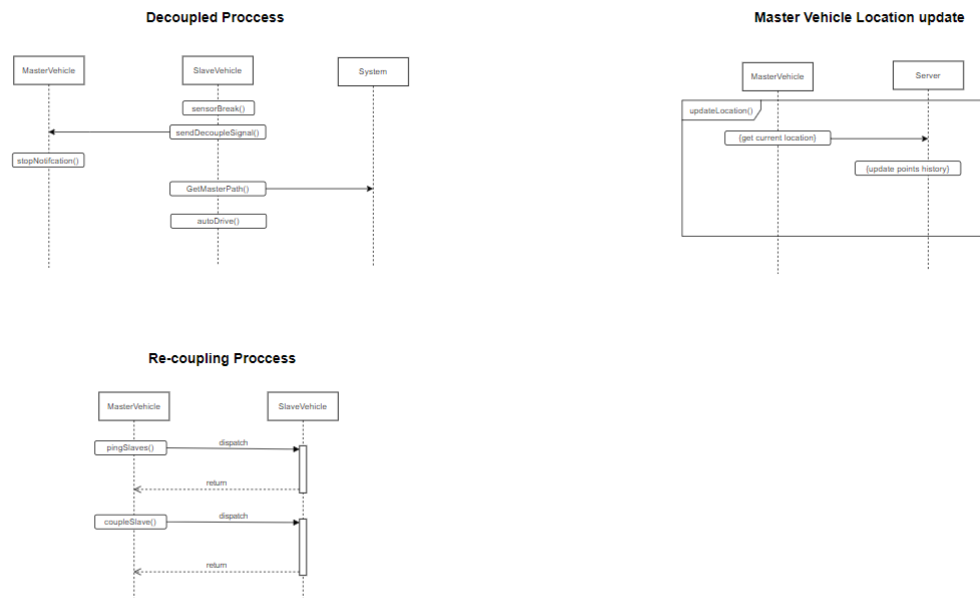 Decoupled Proccess
MasterVehicle
SlaveVehicle
System
sensorBreak()
sendDecoupleSignal()
stopNotifcation()
GetMasterPath()
autoDrive()
Master Vehicle Location update
MasterVehicle
Server
updateLocation()
{get current location}
{update points history}
Re-coupling Proccess
MasterVehicle
SlaveVehicle
pingSlaves()
dispatch
return
coupleSlave()
dispatch
return